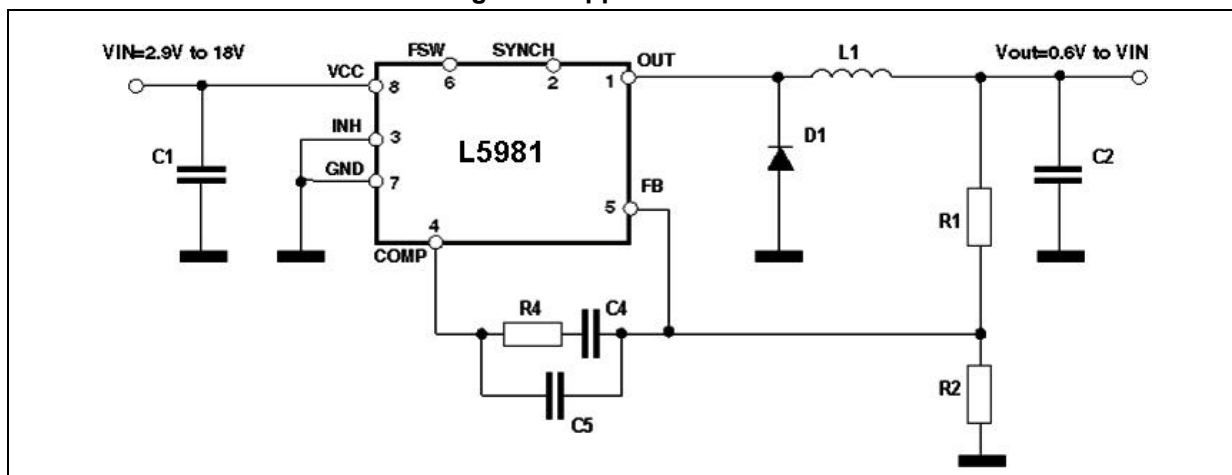 VIN=2.9V to 18V
FSW
SYNCH
VCC
OUT
L1
Vout=0.6V to VIN
8
6
2
1
INH
3
L5981
D1
C1
GND
7
FB
C2
5
R1
4
COMP
R4
C4
C5
R2